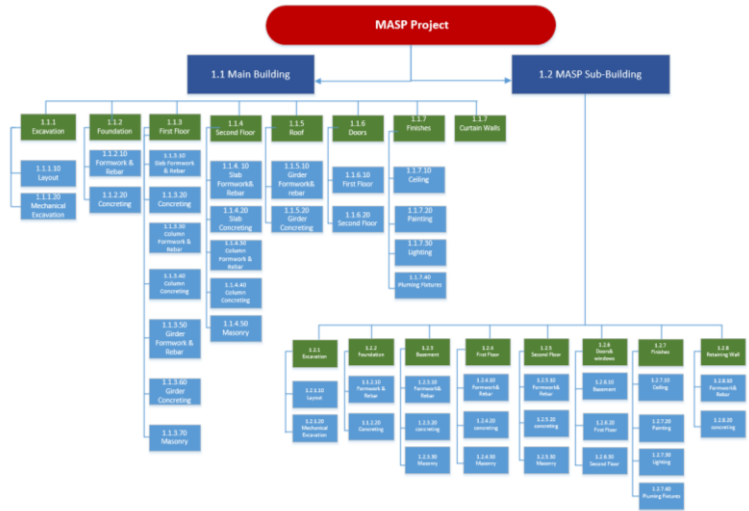 MASP Project
1.1 Main Building
1.2 MASP Sub-Building
1.1.1
Excavation
1.1.2
Foundation
1.1.3
First Floor
1.1.4
Second Floor
1.1.5
Roof
1.1.6
Doors
1.1.7
Finishes
1.1.7
Curtain Walls
1.1.1.10
Layout
1.1.1.20
Mechanical
Excavation
1.1.2.10
Formwork &
Rebar
1.1.2.20
Concreting
1.1.3.10
Slab Formwork
& Rebar
1.1.3.20
Concreting
1.1.3.30
Column
Formwork &
Rebar
1.1.3.40
Column
Concreting
1.1.3.50
Girder
Formwork &
Rebar
1.1.3.60
Girder
Concreting
1.1.3.70
Masonry
1.1.4. 10
Slab
Formwork&
Rebar
1.1.4.20
Slab
Concreting
1.1.4.30
Column
Formwork &
Rebar
1.1.4.40
Column
Concreting
1.1.4.50
Masonry
1.1.5.10
Girder
Formwork&
rebar
1.1.5.20
Girder
Concreting
1.1.6.10
First Floor
1.1.6.20
Second Floor
1.1.7.10
Ceiling
1.1.7.20
Painting
1.1.7.30
Lighting
1.1.7.40
Pluming Fixtures
Excavation
1.2.1.10
Layout
Mechanical
Excavation
1.1.2
Foundation
1.1.2.10
Formwork &
Rebar
1.1.2.20
Concreting
1.2.3
Basement
1.2.3.10
Formwork&
Rebar
1.2.3.20
concreting
1.2.3.30
Masonry
1.2.4
First Floor
1.2.4.10
Formwork&
Rebar
1.2.4.20
concreting
1.2.4.30
Masonry
1.2.5
Second Floor
1.2.5.10
Formwork&
Rebar
1.2.5.20
concreting
1.2.5.30
Masonry
1.2.6
Doors&
windows
1.2.6.10
Basement
1.2.6.20
First Floor
1.2.6.30
Second Floor
1.2.7
Finishes
1.2.7.10
Ceiling
1.2.7.20
Painting
1.2.7.30
Lighting
1.2.7.40
Pluming Fixtures
1.2.8
Retaining Wall
1.2.8.10
Formwork&
Rebar
1.2.8.20
concreting